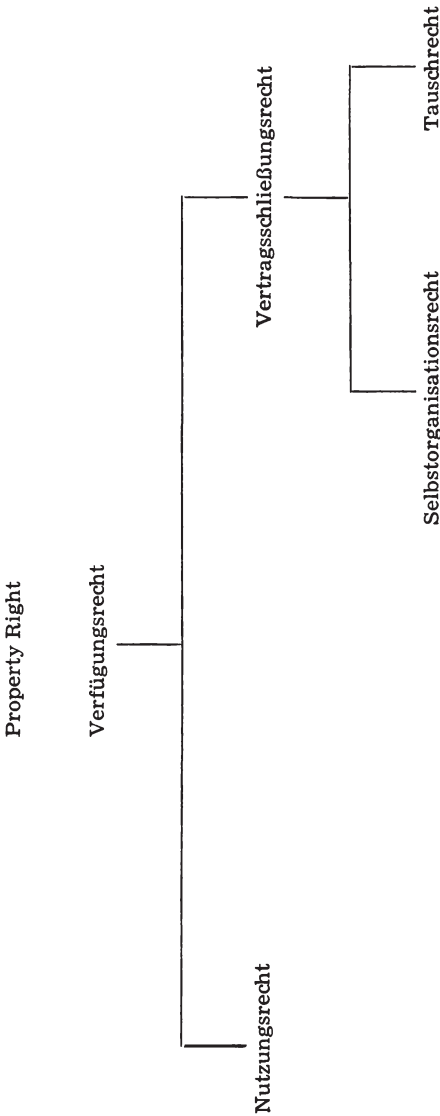 Property Right
Verfügungsrecht
Nutzungsrecht
Vertragsschließungsrecht
Selbstorganisationsrecht
Tauschrecht